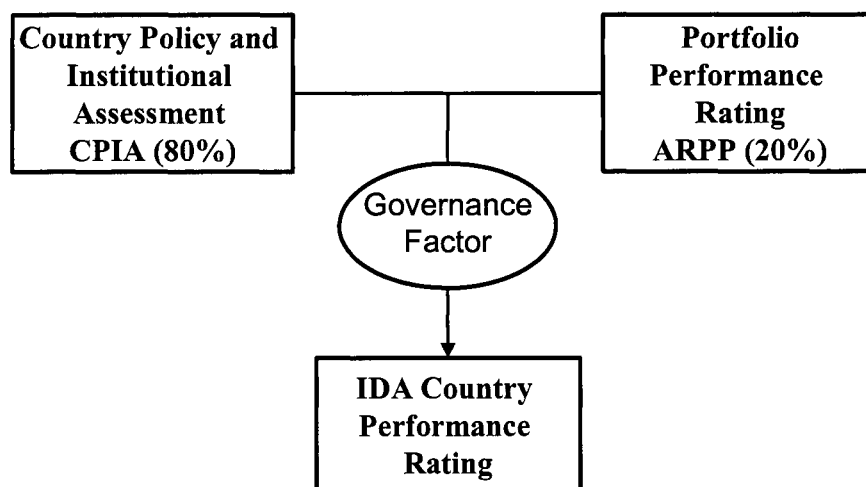 Country Policy and
Institutional
Assessment
CPIA (80%)
Portfolio
Performance
Rating
ARPP (20%)
Governance
Factor
IDA Country
Performance
Rating